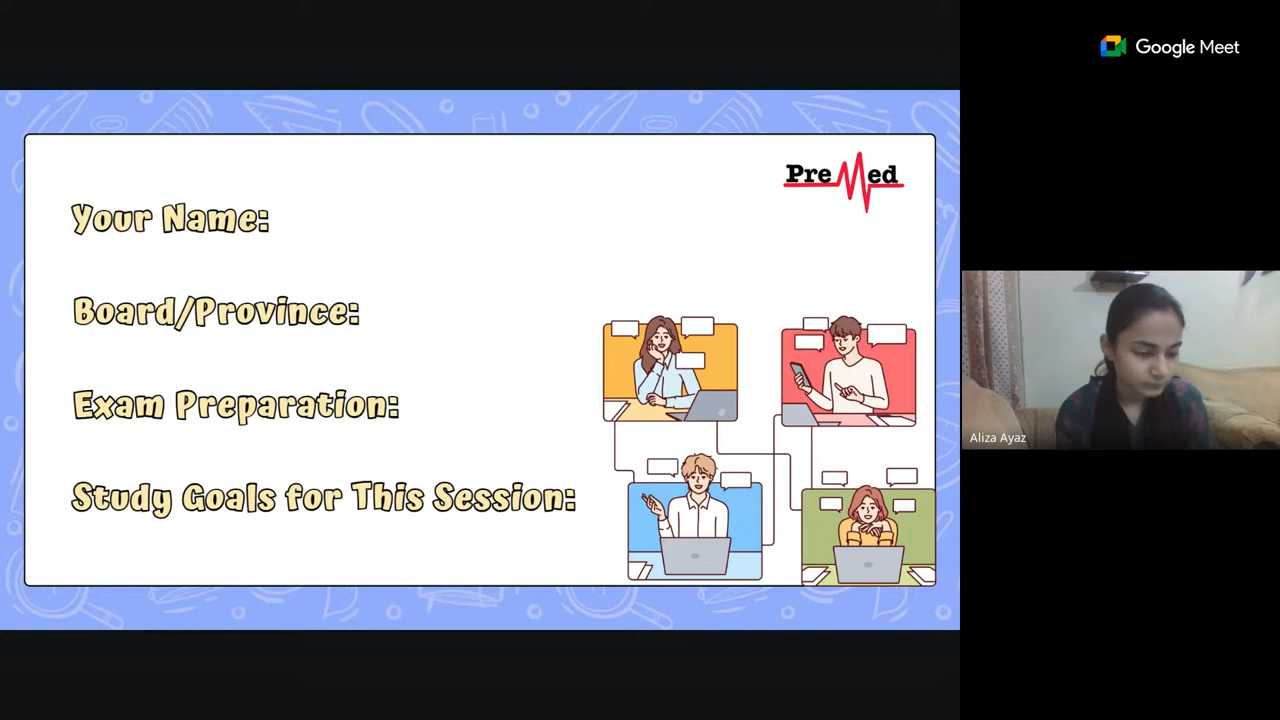 Google Meet
PreMed
Your Name:
Board/Province:
Exam Preparation:
Study Goals for This Session:
Aliza Ayaz